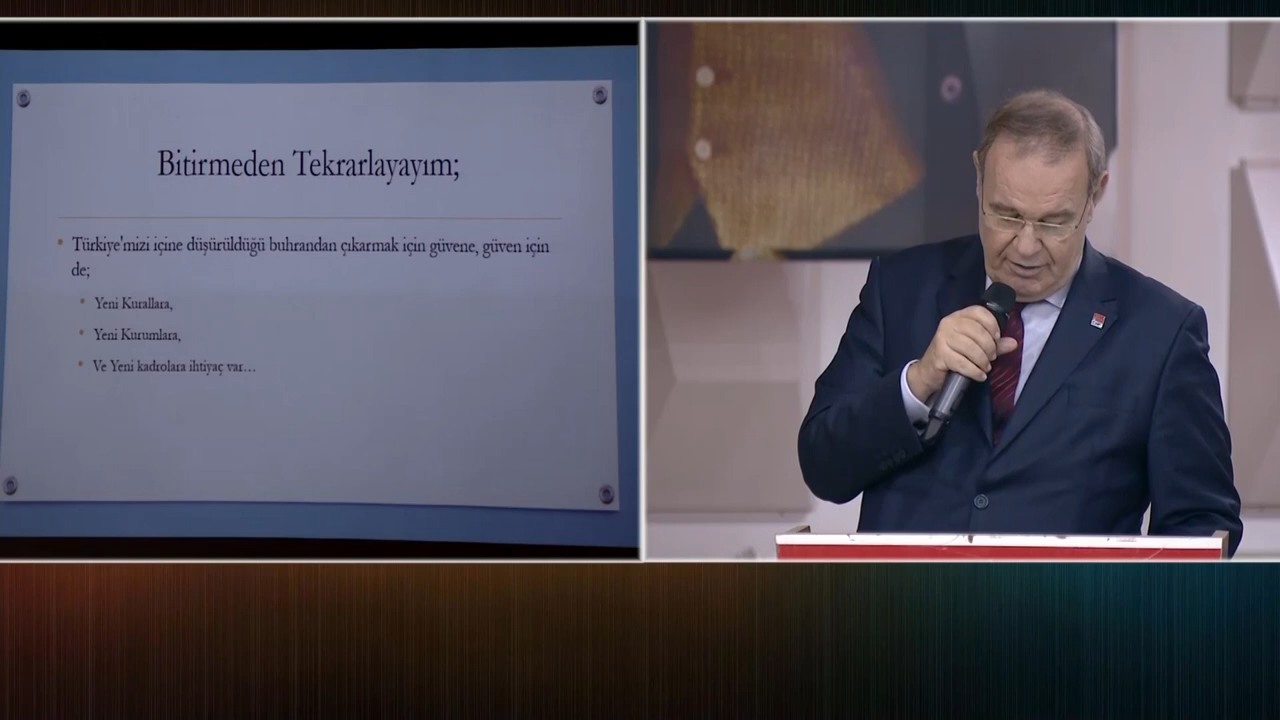 Bitirmeden Tekrarlayayım;
Türkiye'mizi içine düşürüldüğü buhrandan çıkarmak için güvene, güven için
de;
Yeni Kurallara,
Yeni Kurumlara,
Ve Yeni kadrolara ihtiyaç var...